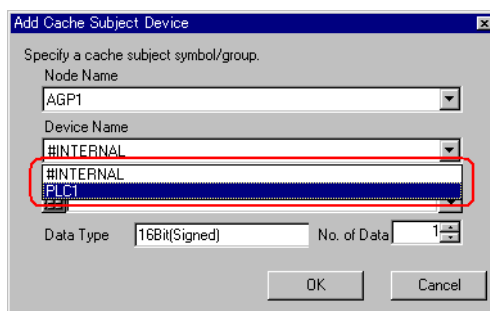 Add Cache Subject Device
Specify a cache subject symbol/group.
Node Name
AGP1
Device Name
#INTERNAL
#INTERNAL
PLC1
Data Type 16Bit(Signed) No. of Data 1
OK Cancel